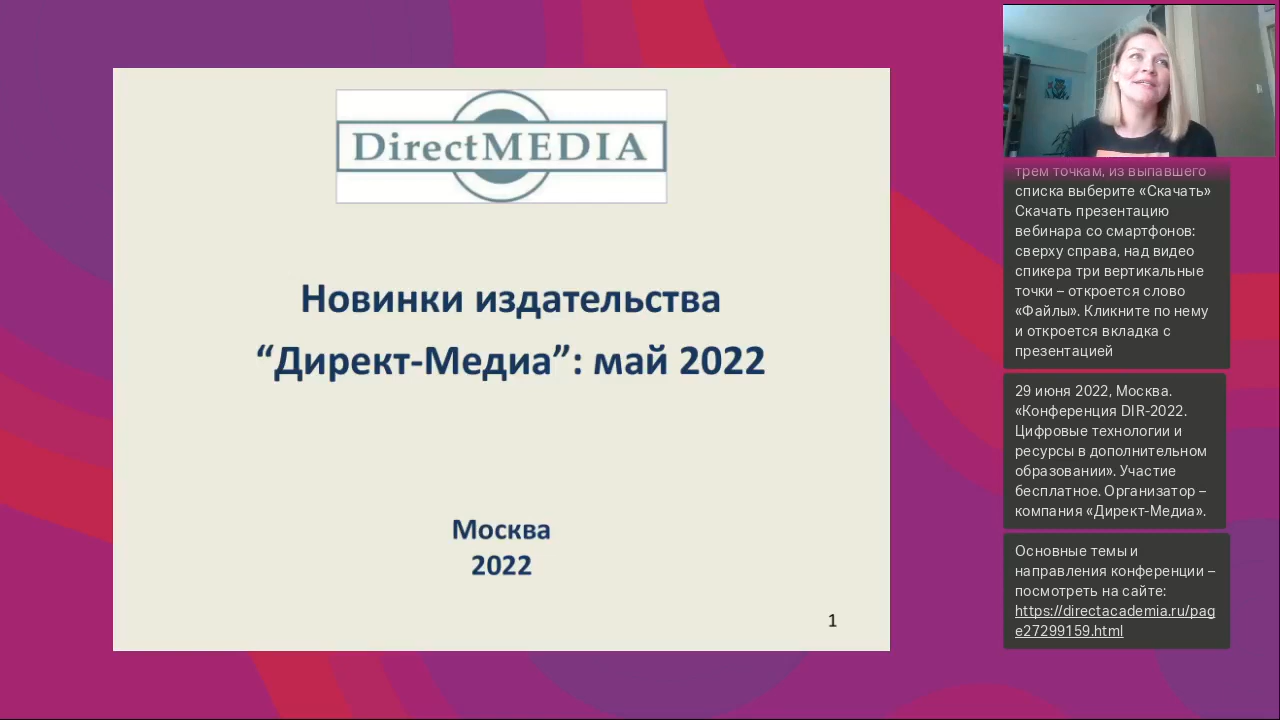 DirectMEDIA
Новинки издательства
“Директ-Медиа”: май 2022
Москва
2022
1
трем точкам, из выпавшего
списка выберите «Скачать»
Скачать презентацию
вебинара со смартфонов:
сверху справа, над видео
спикера три вертикальные
точки – откроется слово
«Файлы». Кликните по нему
и откроется вкладка с
презентацией
29 июня 2022, Москва.
«Конференция DIR-2022.
Цифровые технологии и
ресурсы в дополнительном
образовании». Участие
бесплатное. Организатор –
компания «Директ-Медиа».
Основные темы и
направления конференции –
посмотреть на сайте:
https://directacademia.ru/pag
e27299159.html